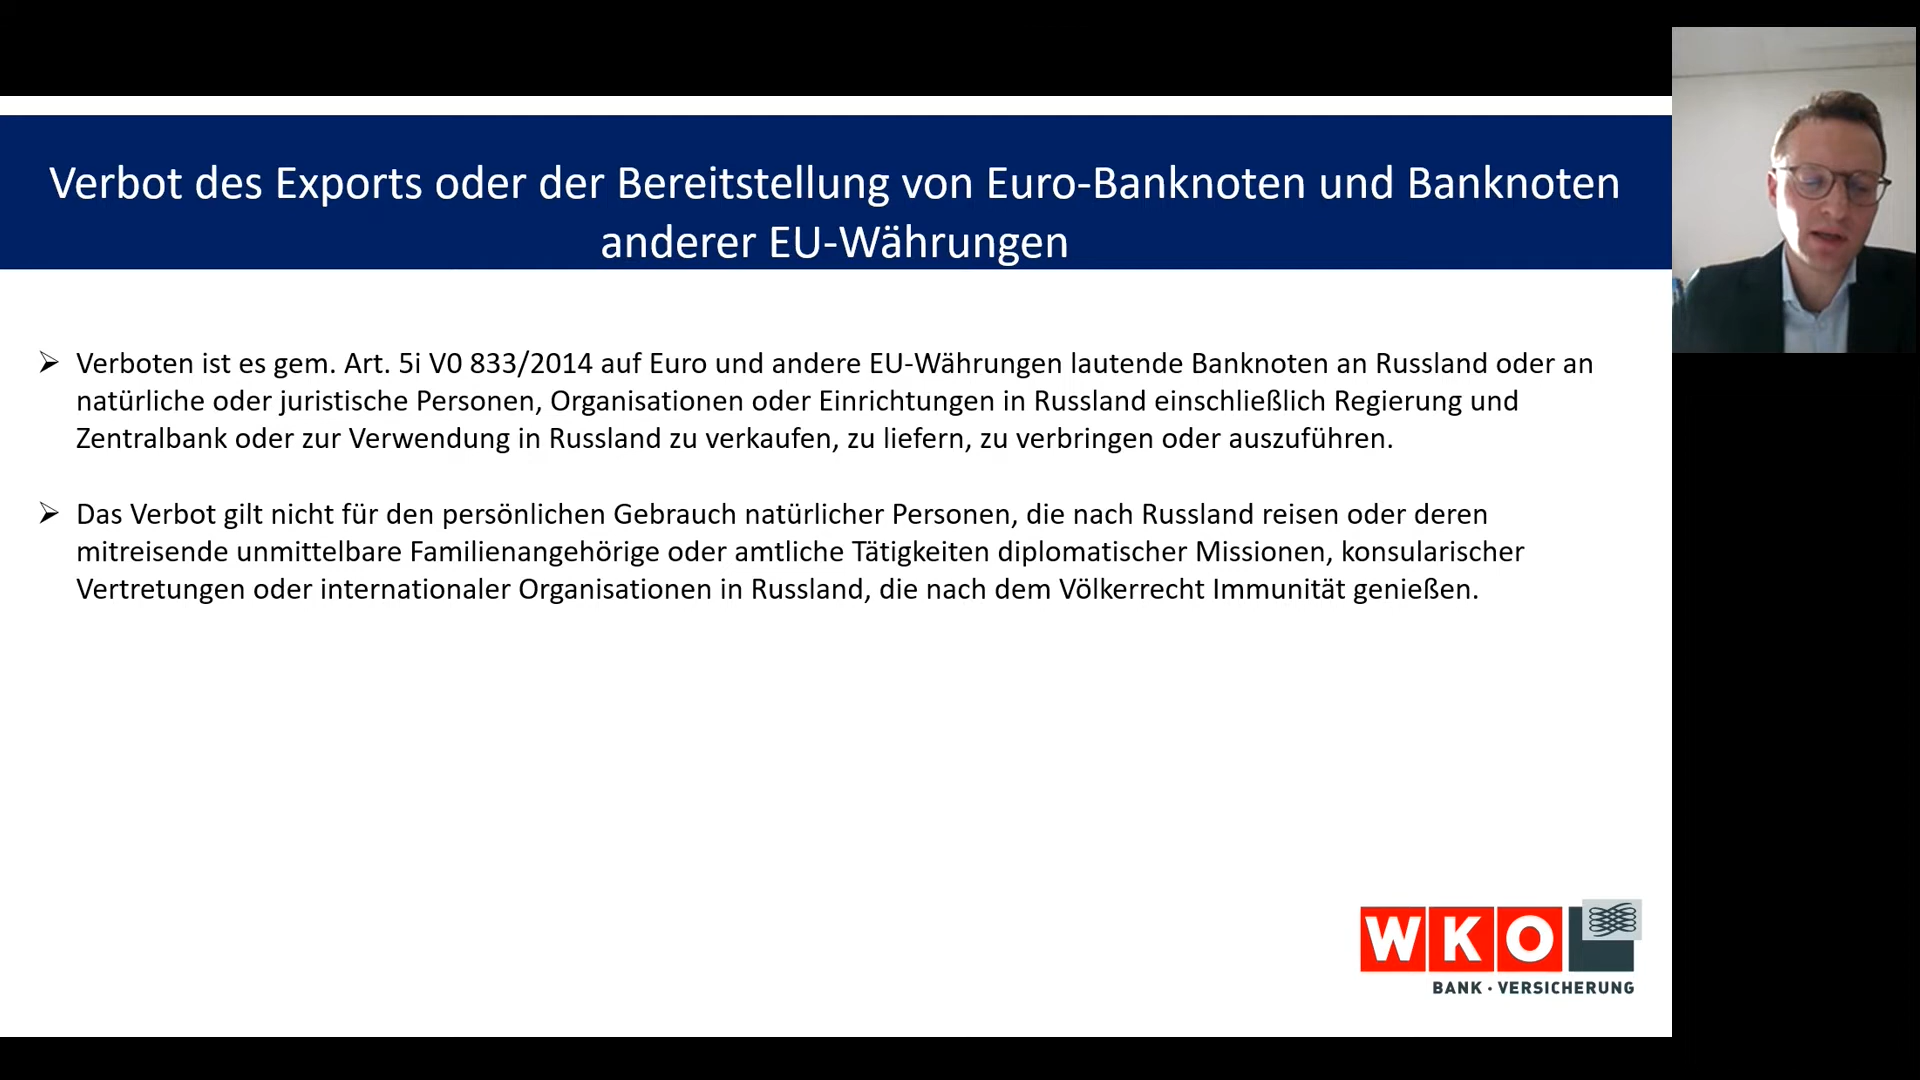 Verbot des Exports oder der Bereitstellung von Euro-Banknoten und Banknoten
anderer EU-Währungen
Verboten ist es gem. Art. 5i V0 833/2014 auf Euro und andere EU-Währungen lautende Banknoten an Russland oder an
natürliche oder juristische Personen, Organisationen oder Einrichtungen in Russland einschließlich Regierung und
Zentralbank oder zur Verwendung in Russland zu verkaufen, zu liefern, zu verbringen oder auszuführen.
Das Verbot gilt nicht für den persönlichen Gebrauch natürlicher Personen, die nach Russland reisen oder deren
mitreisende unmittelbare Familienangehörige oder amtliche Tätigkeiten diplomatischer Missionen, konsularischer
Vertretungen oder internationaler Organisationen in Russland, die nach dem Völkerrecht Immunität genießen.
WKO
BANK · VERSICHERUNG